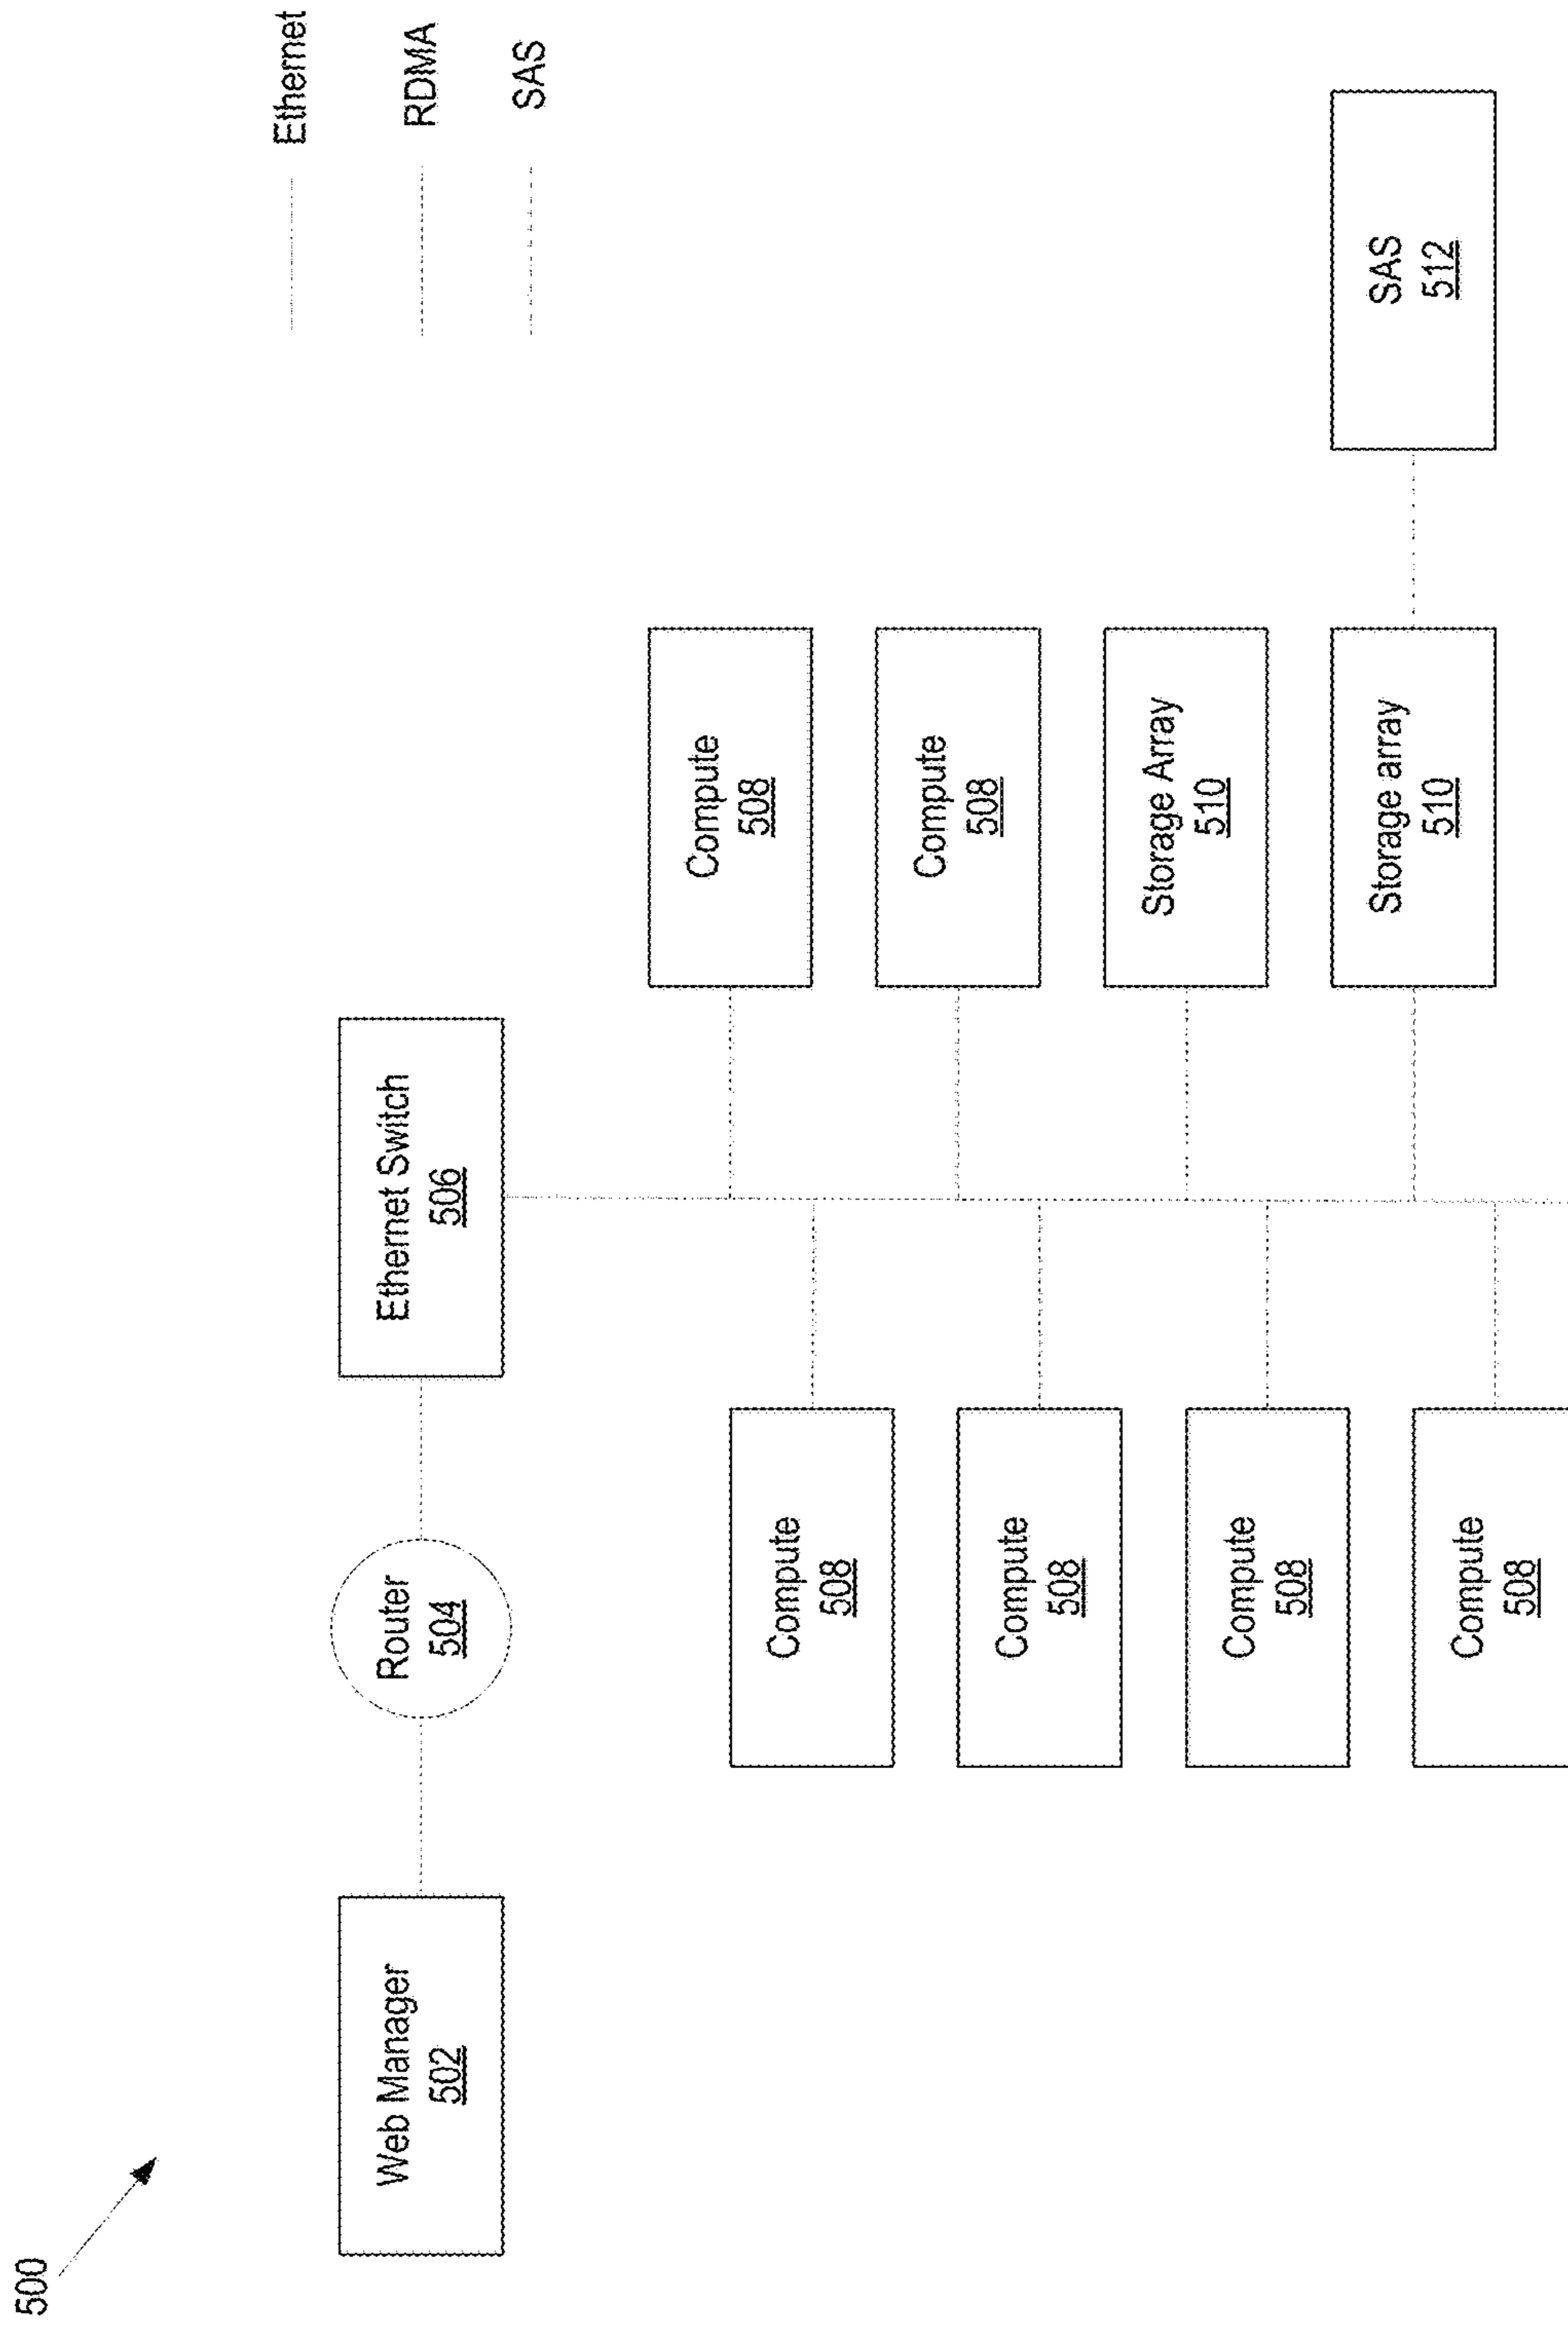 500
Ethernet
RDMA
SAS
Web Manager
502
Router
504
Ethernet Switch
506
Compute
508
Compute
508
Compute
508
Compute
508
Compute
508
Compute
508
Storage Array
510
Storage array
510
SAS
512